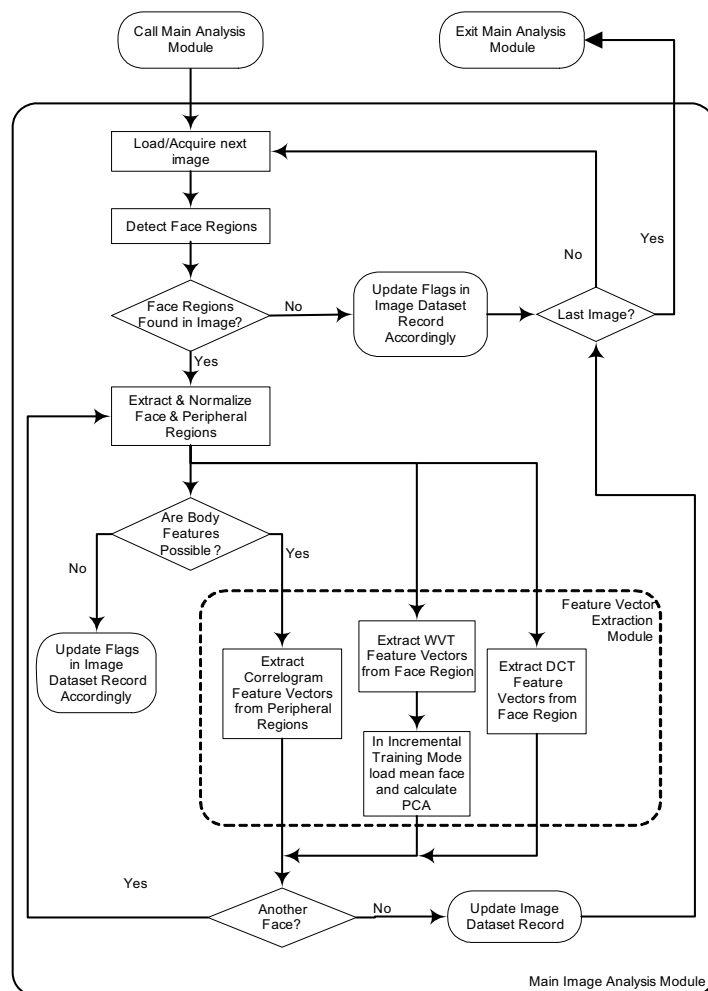 Call Main Analysis
Module
Exit Main Analysis
Module
Load/Acquire next
image
Detect Face Regions
No
Yes
Face Regions
Found in Image?
No
Update Flags in
Image Dataset
Record
Accordingly
Last Image?
Yes
Extract & Normalize
Face & Peripheral
Regions
Are Body
Features
Possible ?
No
Yes
Feature Vector
Extraction
Module
Update Flags
in Image
Dataset Record
Accordingly
Extract
Correlogram
Feature Vectors
from Peripheral
Regions
Extract WVT
Feature Vectors
from Face Region
Extract DCT
Feature
Vectors from
Face Region
In Incremental
Training Mode
load mean face
and calculate
PCA
Yes
Another
Face?
No
Update Image
Dataset Record
Main Image Analysis Module